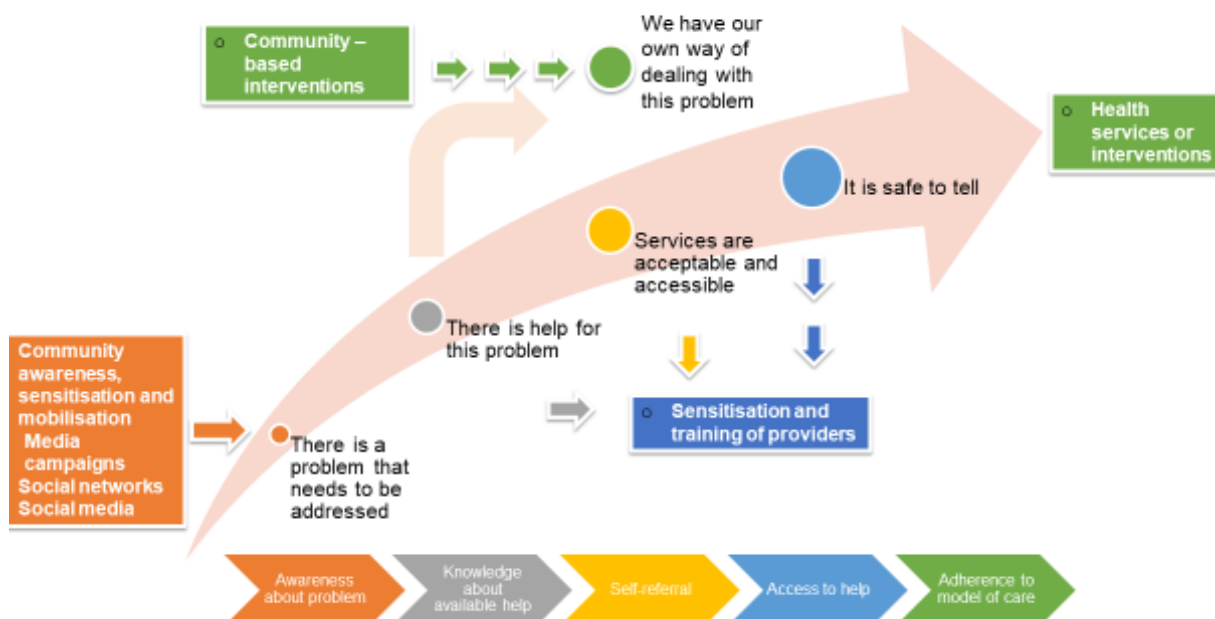 o Community –
based
interventions
We have our
own way of
dealing with
this problem
o Health
services or
interventions
It is safe to tell
Services are
acceptable and
accessible
There is help for
this problem
Community
awareness,
sensitisation and
mobilisation
Media
campaigns
Social networks
Social media
There is a
problem that
needs to be
addressed
o Sensitisation and
training of providers
Awareness
about problem
Knowledge
about
available help
Self-referral
Access to help
Adherence to
model of care